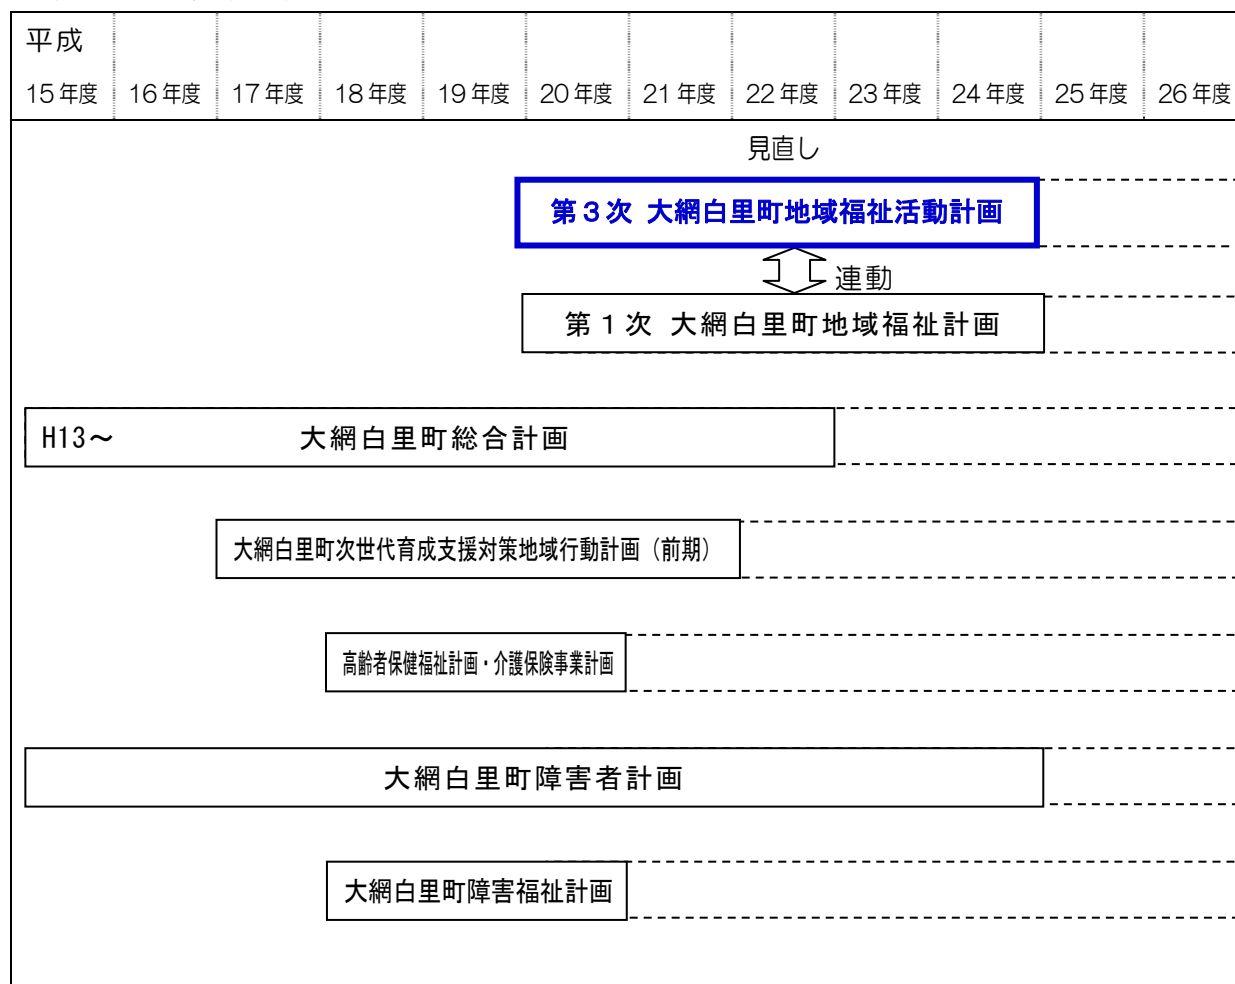 平成
15年度 16年度 17年度 18年度 19年度 20年度 21年度 22年度 23年度 24年度 25年度 26年度
見直し
第３次 大網白里町地域福祉活動計画
連動
第１次 大網白里町地域福祉計画
H13～ 大網白里町総合計画
大網白里町次世代育成支援対策地域行動計画（前期）
高齢者保健福祉計画・介護保険事業計画
大網白里町障害者計画
大網白里町障害福祉計画